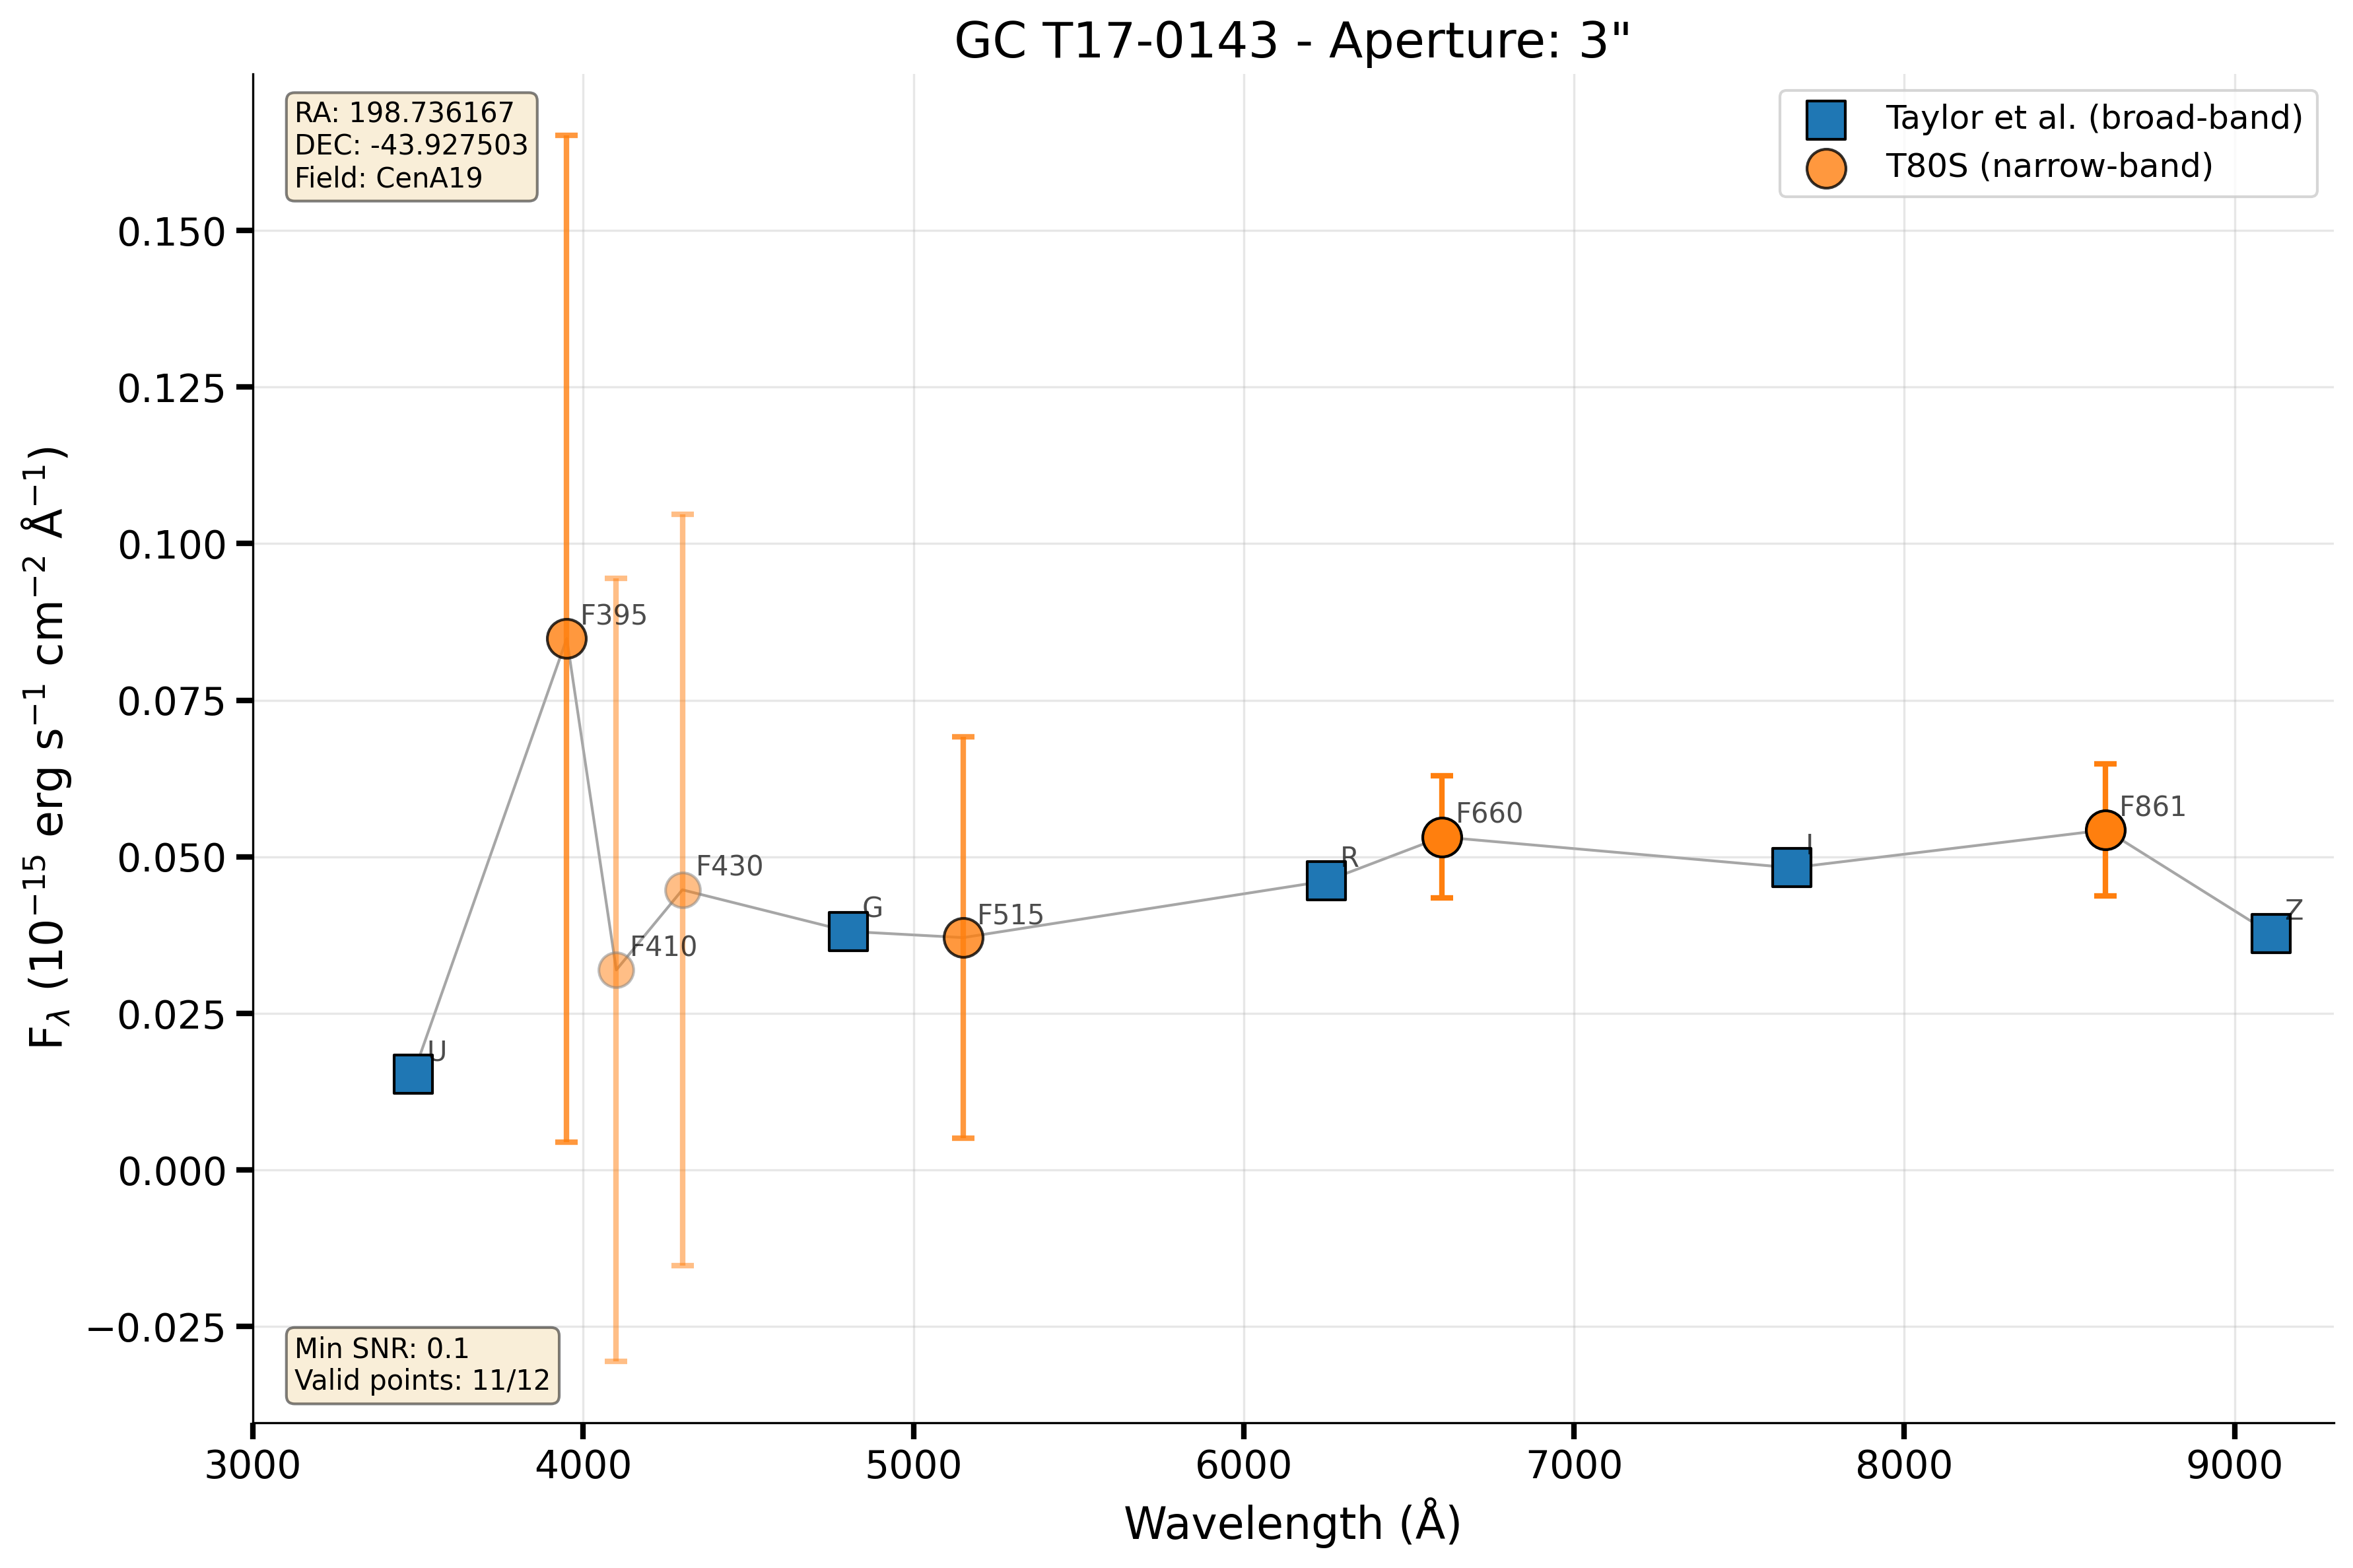 GC T17-0143 - Aperture: 3"
RA: 198.736167
DEC: -43.927503
Field: CenA19
Taylor et al. (broad-band)
T80S (narrow-band)
0.150
0.125
0.100
0.075
0.050
0.025
0.000
−0.025
F_λ (10⁻¹⁵ erg s⁻¹ cm⁻² Å⁻¹)
U
F395
F410
F430
G
F515
R
F660
I
F861
Z
Min SNR: 0.1
Valid points: 11/12
3000 4000 5000 6000 7000 8000 9000
Wavelength (Å)